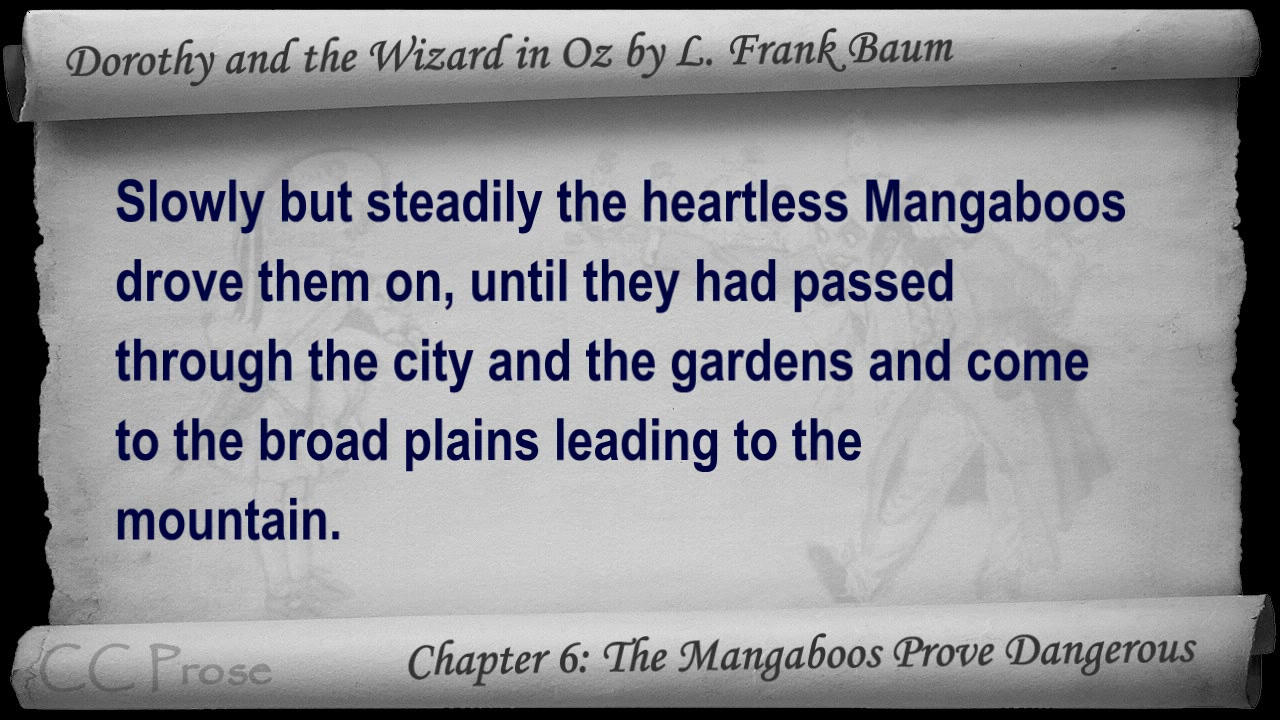 Dorothy and the Wizard in Oz by L. Frank Baum
Slowly but steadily the heartless Mangaboos
drove them on, until they had passed
through the city and the gardens and come
to the broad plains leading to the
mountain.
CC Prose
Chapter 6: The Mangaboos Prove Dangerous